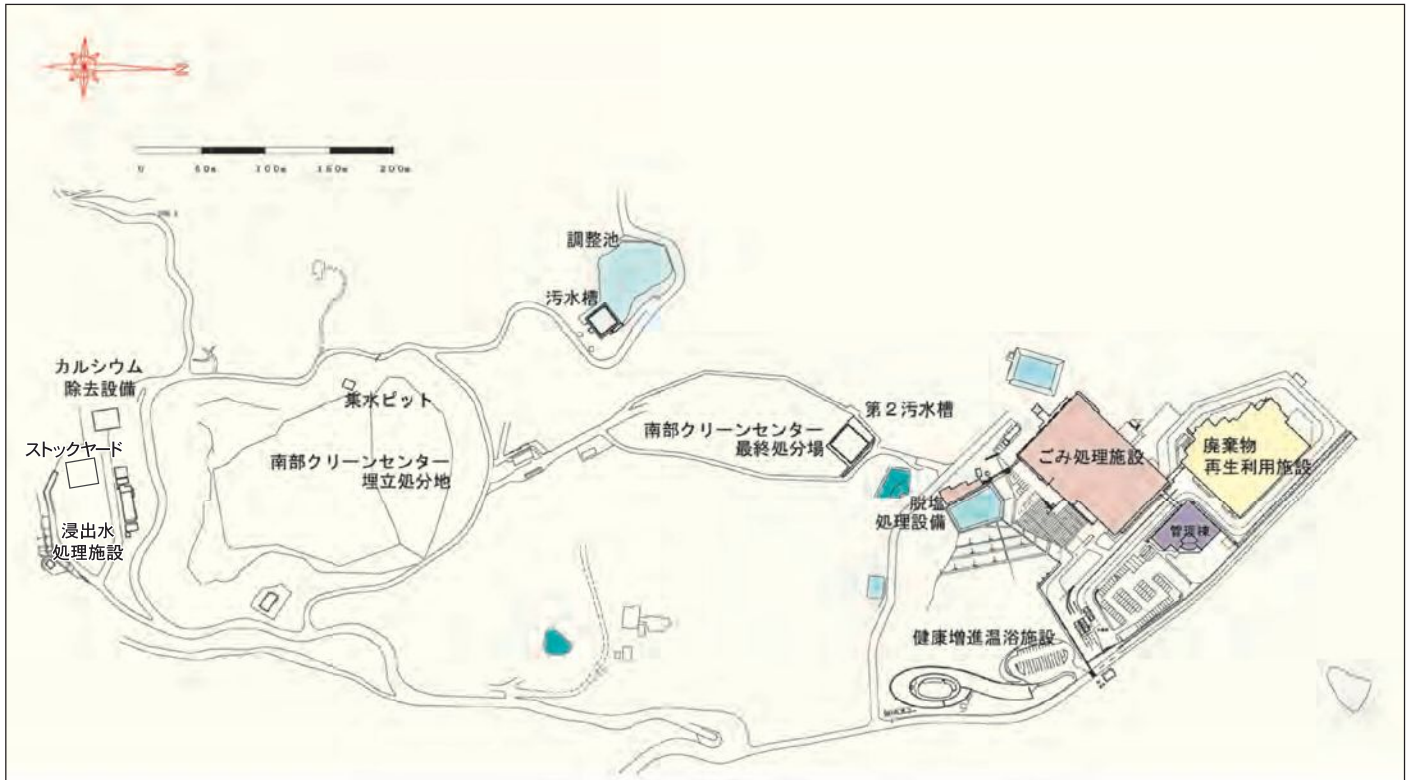 N
0 50m 100m 150m 200m
調整池
汚水槽
カルシウム
除去設備
集水ピット
ストックヤード
南部クリーンセンター
埋立処分地
浸出水
処理施設
第2汚水槽
南部クリーンセンター
最終処分場
ごみ処理施設
廃棄物
再生利用施設
脱塩
処理設備
管理棟
健康増進温浴施設